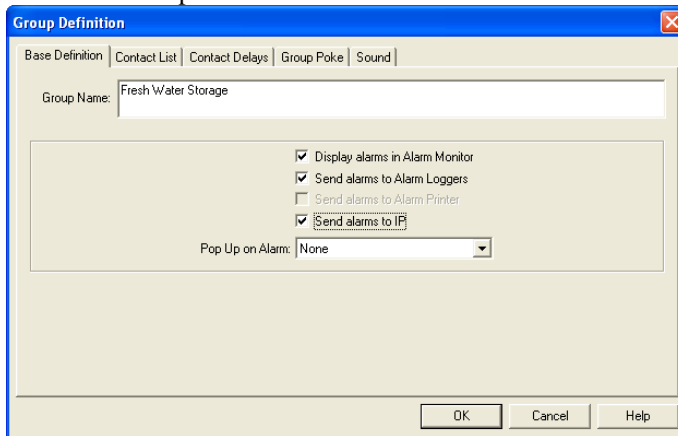 Group Definition
Base Definition Contact List Contact Delays Group Poke Sound
Group Name: Fresh Water Storage
Display alarms in Alarm Monitor
Send alarms to Alarm Loggers
Send alarms to Alarm Printer
Send alarms to IP
Pop Up on Alarm: None
OK Cancel Help